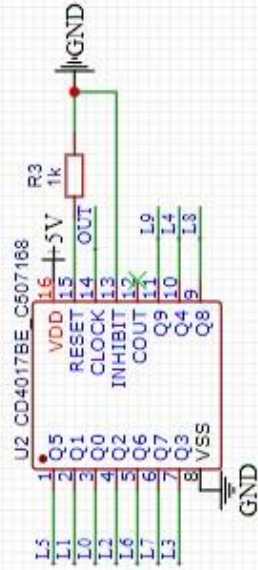 U2 CD4017BE_C507168
L5 1 Q5
L1 2 Q1
L0 3 Q0
L2 4 Q2
L6 5 Q6
L7 6 Q7
L3 7 Q3
8 VSS
GND
VDD 16 +5V
RESET 15
CLOCK 14 OUT
INHIBIT 13
COUT 12
Q9 11 L9
Q4 10 L4
Q8 9 L8
R3
1k
GND